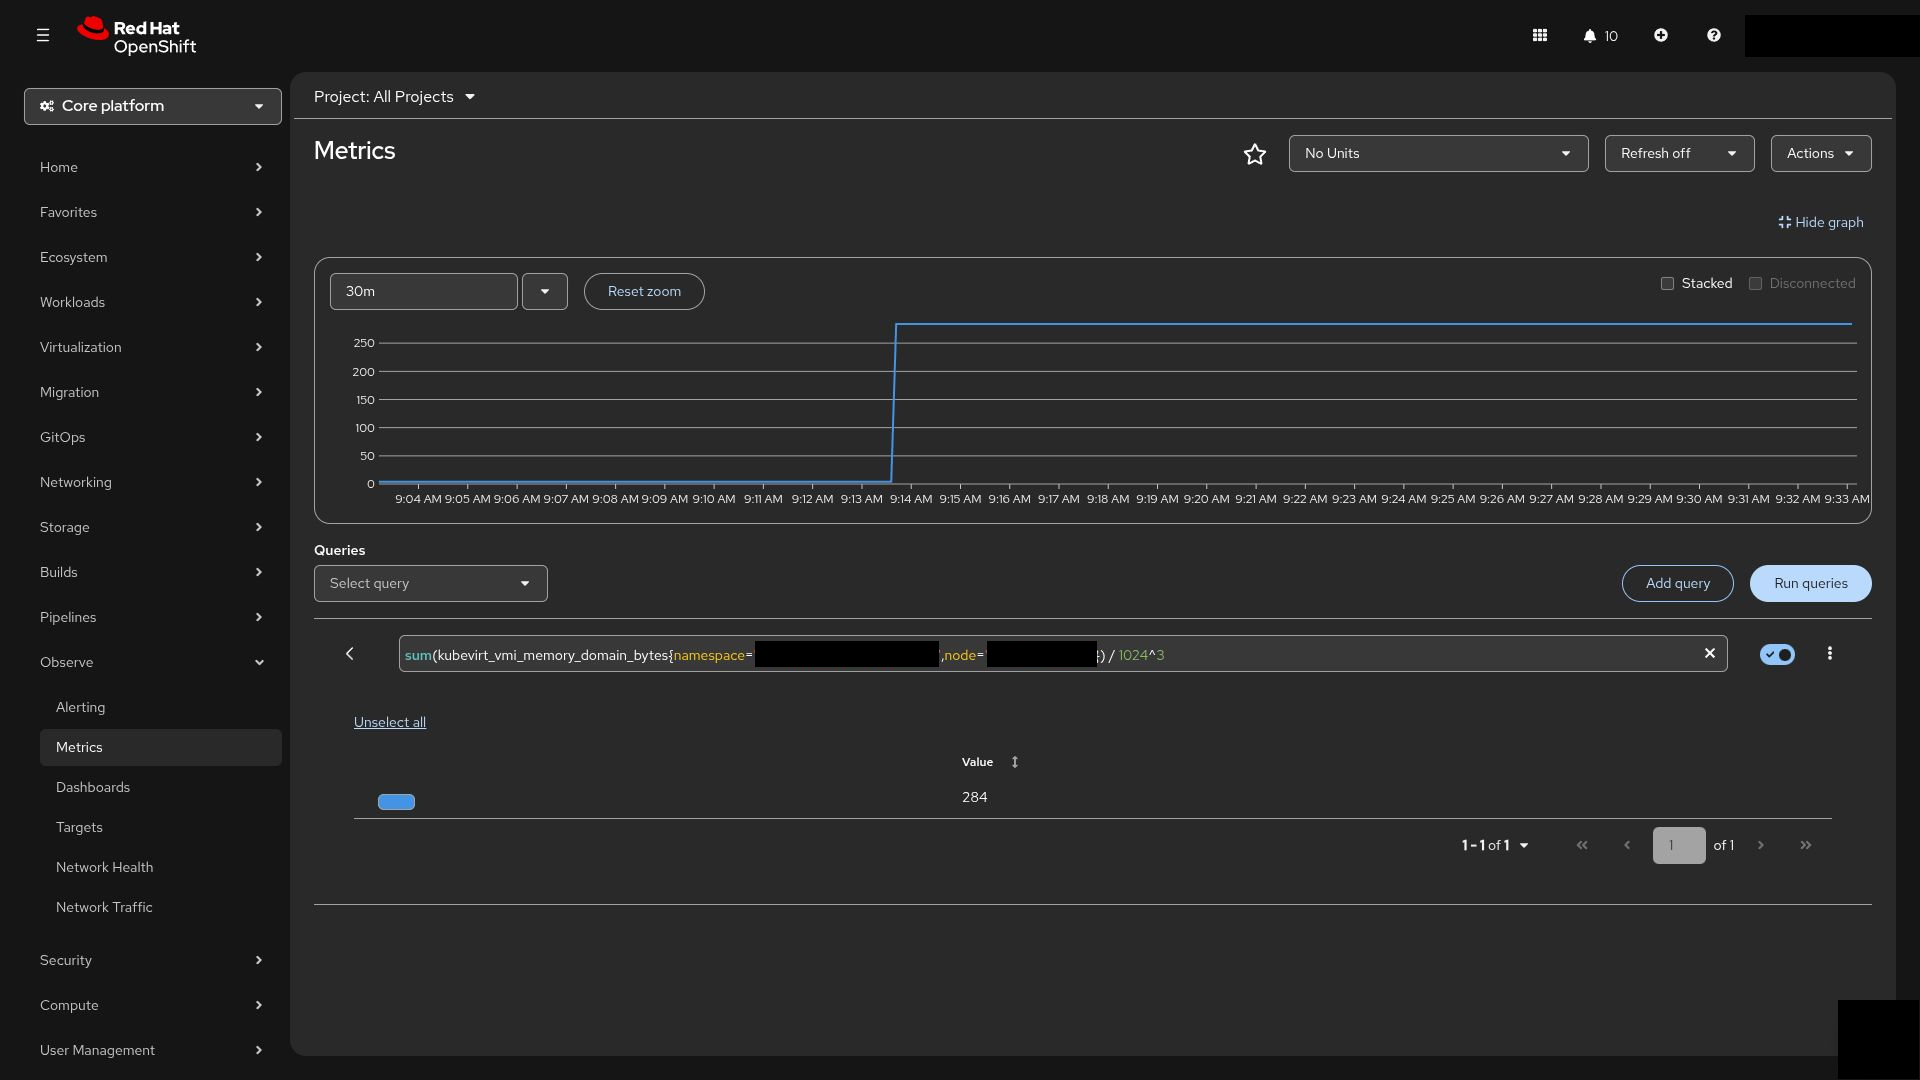 Red Hat
OpenShift
10
Core platform
Project: All Projects
Home
Favorites
Ecosystem
Workloads
Virtualization
Migration
GitOps
Networking
Storage
Builds
Pipelines
Observe
Alerting
Metrics
Dashboards
Targets
Network Health
Network Traffic
Security
Compute
User Management
Metrics
No Units
Refresh off
Actions
Hide graph
30m
Reset zoom
Stacked
Disconnected
250
200
150
100
50
0
9:04 AM 9:05 AM 9:06 AM 9:07 AM 9:08 AM 9:09 AM 9:10 AM 9:11 AM 9:12 AM 9:13 AM 9:14 AM 9:15 AM 9:16 AM 9:17 AM 9:18 AM 9:19 AM 9:20 AM 9:21 AM 9:22 AM 9:23 AM 9:24 AM 9:25 AM 9:26 AM 9:27 AM 9:28 AM 9:29 AM 9:30 AM 9:31 AM 9:32 AM 9:33 AM
Queries
Select query
Add query
Run queries
sum(kubevirt_vmi_memory_domain_bytes{namespace= ,node= }) / 1024^3
Unselect all
Value
284
1 - 1 of 1
1
of 1